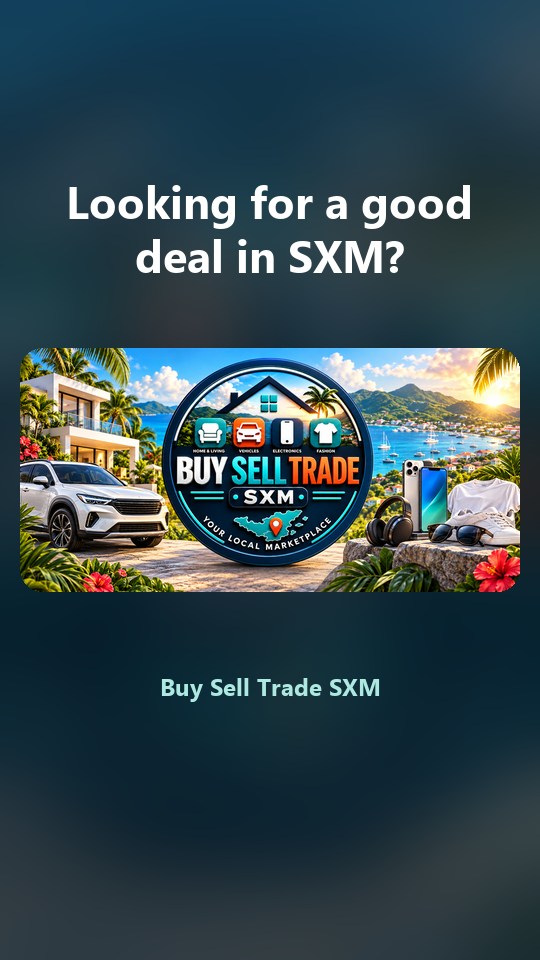 Looking for a good
deal in SXM?
HOME & LIVING
VEHICLES
ELECTRONICS
FASHION
BUY SELL TRADE
SXM
YOUR LOCAL MARKETPLACE
Buy Sell Trade SXM